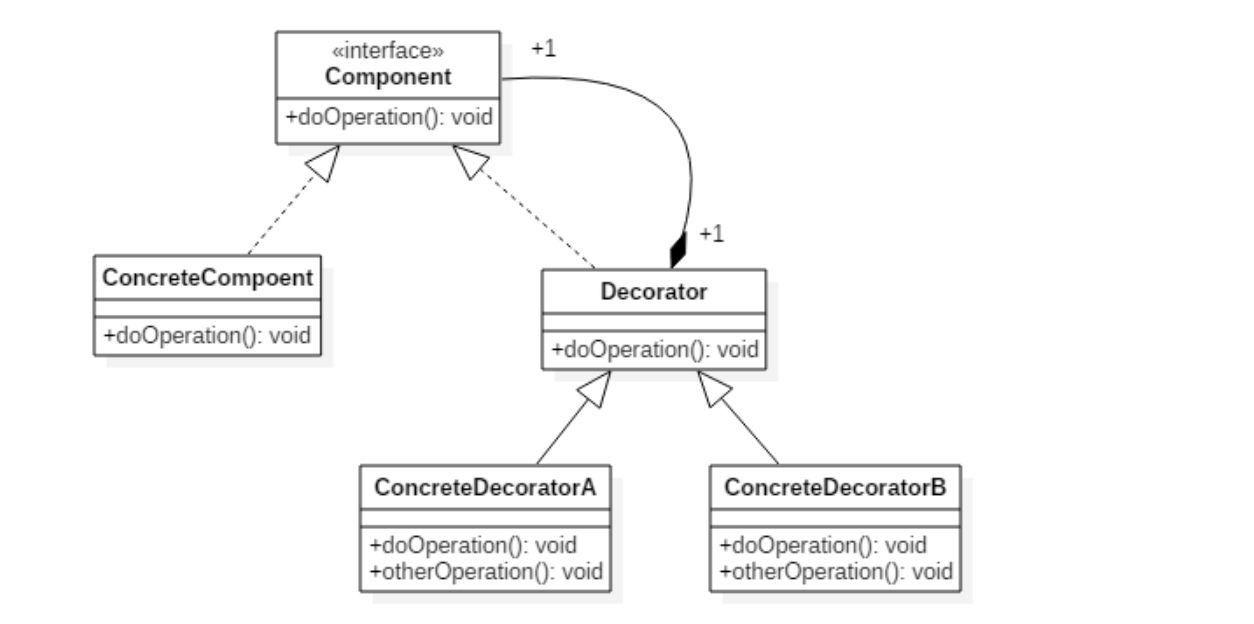 «interface»
Component
+doOperation(): void
+1
+1
ConcreteCompoent
+doOperation(): void
Decorator
+doOperation(): void
ConcreteDecoratorA
+doOperation(): void
+otherOperation(): void
ConcreteDecoratorB
+doOperation(): void
+otherOperation(): void